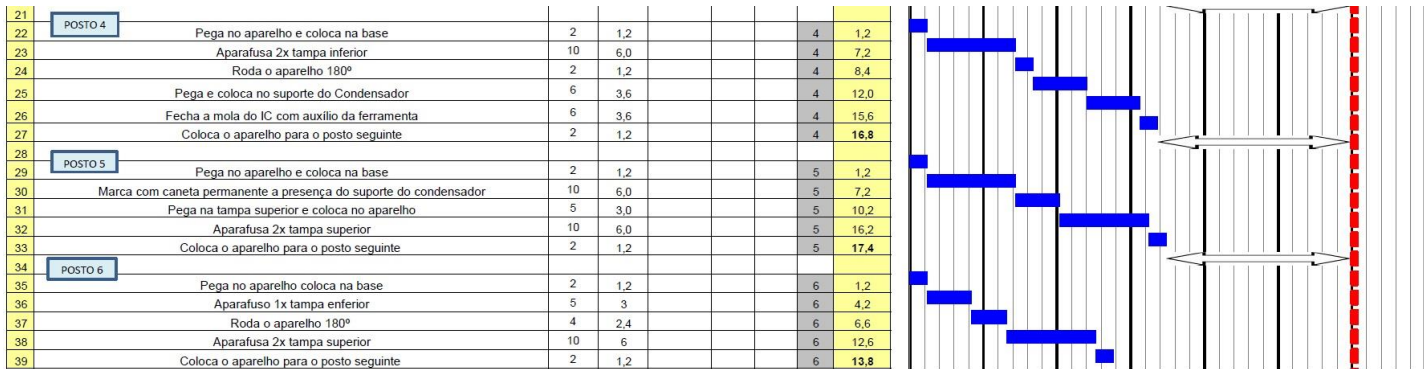 21
POSTO 4
22 Pega no aparelho e coloca na base 2 1,2 4 1,2
23 Aparafusa 2x tampa inferior 10 6,0 4 7,2
24 Roda o aparelho 180º 2 1,2 4 8,4
25 Pega e coloca no suporte do Condensador 6 3,6 4 12,0
26 Fecha a mola do IC com auxílio da ferramenta 6 3,6 4 15,6
27 Coloca o aparelho para o posto seguinte 2 1,2 4 16,8
28
POSTO 5
29 Pega no aparelho e coloca na base 2 1,2 5 1,2
30 Marca com caneta permanente a presença do suporte do condensador 10 6,0 5 7,2
31 Pega na tampa superior e coloca no aparelho 5 3,0 5 10,2
32 Aparafusa 2x tampa superior 10 6,0 5 16,2
33 Coloca o aparelho para o posto seguinte 2 1,2 5 17,4
34
POSTO 6
35 Pega no aparelho coloca na base 2 1,2 6 1,2
36 Aparafuso 1x tampa enferior 5 3 6 4,2
37 Roda o aparelho 180º 4 2,4 6 6,6
38 Aparafusa 2x tampa superior 10 6 6 12,6
39 Coloca o aparelho para o posto seguinte 2 1,2 6 13,8